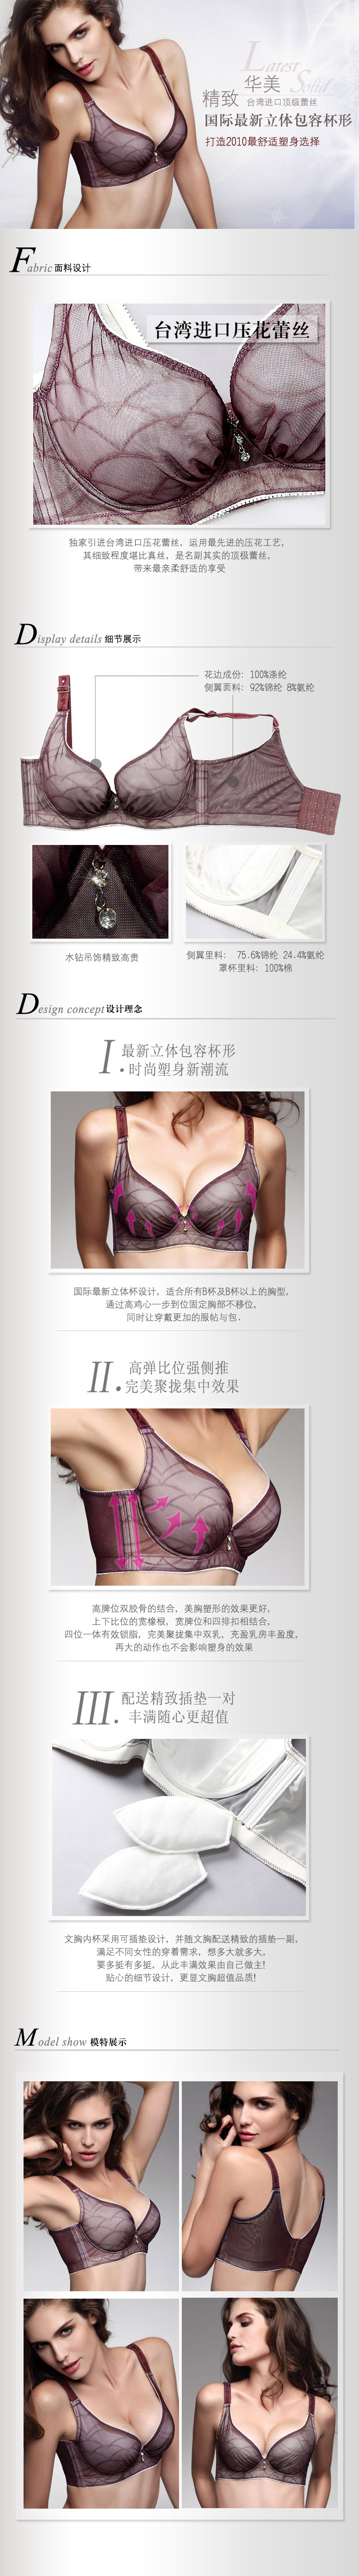 Latest
Solid
华美
精致 台湾进口顶级蕾丝
国际最新立体包容杯形
打造2010最舒适塑身选择
Fabric 面料设计
台湾进口压花蕾丝
独家引进台湾进口压花蕾丝，运用最先进的压花工艺，
其细致程度堪比真丝，是名副其实的顶极蕾丝，
带来最亲柔舒适的享受
Display details 细节展示
花边成份：100%涤纶
侧翼面料：92%锦纶 8%氨纶
水钻吊饰精致高贵
侧翼里料： 75.6%锦纶 24.4%氨纶
罩杯里料：100%棉
Design concept 设计理念
I. 最新立体包容杯形
时尚塑身新潮流
国际最新立体杯设计，适合所有B杯及B杯以上的胸型，
通过高鸡心一步到位固定胸部不移位，
同时让穿戴更加的服帖与包.
II. 高弹比位强侧推
完美聚拢集中效果
高牌位双胶骨的结合，美胸塑形的效果更好，
上下比位的宽橡根，宽牌位和四排扣相结合，
四位一体有效锁脂，完美聚拢集中双乳，充盈乳房丰盈度，
再大的动作也不会影响塑身的效果
III. 配送精致插垫一对
丰满随心更超值
文胸内杯采用可插垫设计，并随文胸配送精致的插垫一副，
满足不同女性的穿着需求，想多大就多大，
要多挺有多挺，从此丰满效果由自己做主!
贴心的细节设计，更显文胸超值品质!
Model show 模特展示